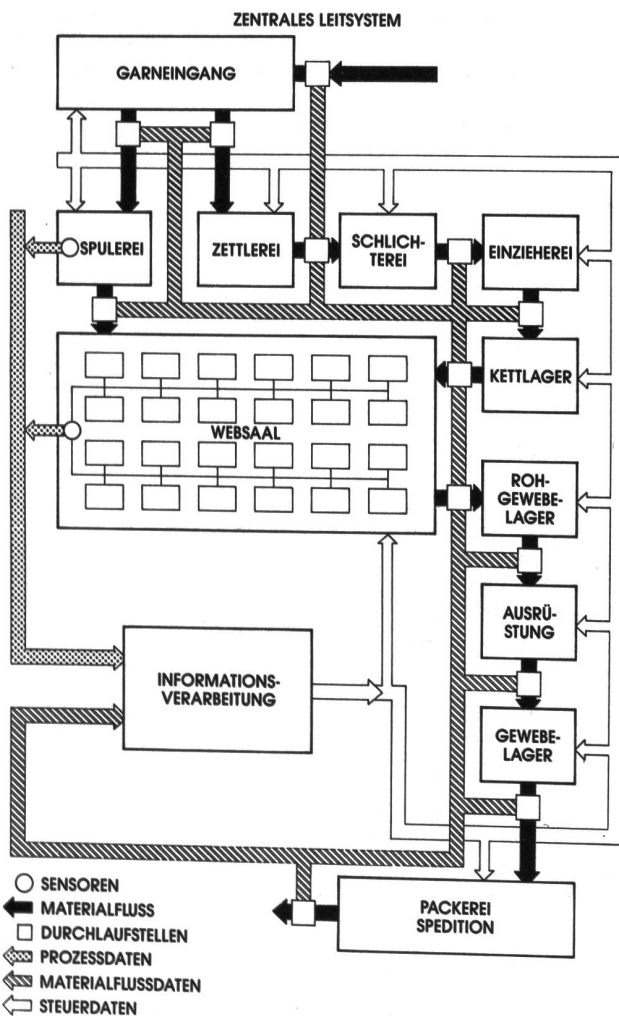 ZENTRALES LEITSYSTEM
GARNEINGANG
SPULEREI
ZETTLEREI
SCHLICH-
TEREI
EINZIEHEREI
KETTLAGER
WEBSAAL
ROH-
GEWEBE-
LAGER
AUSRÜ-
STUNG
INFORMATIONS-
VERARBEITUNG
GEWEBE-
LAGER
PACKEREI
SPEDITION
SENSOREN
MATERIALFLUSS
DURCHLAUFSTELLEN
PROZESSDATEN
MATERIALFLUSSDATEN
STEUERDATEN